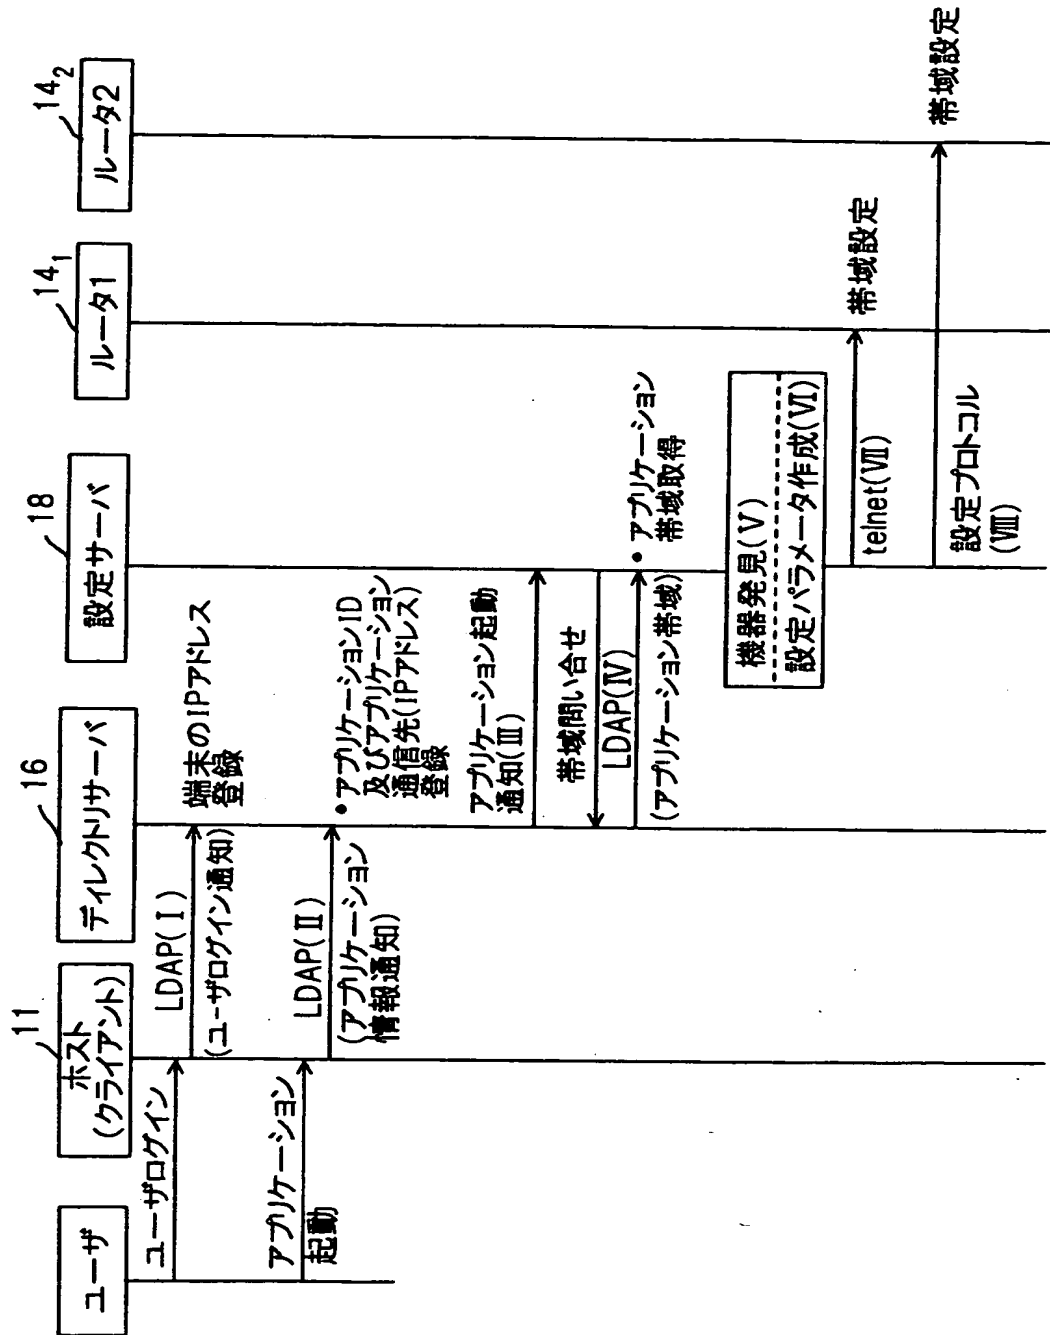 ユーザ
11
ホスト
(クライアント)
16
ディレクトリサーバ
18
設定サーバ
14₁
ルータ1
14₂
ルータ2
ユーザログイン
LDAP(Ⅰ)
(ユーザログイン通知)
端末のIPアドレス
登録
アプリケーション
起動
LDAP(Ⅱ)
(アプリケーション
情報通知)
•アプリケーションID
及びアプリケーション
通信先(IPアドレス)
登録
アプリケーション起動
通知(Ⅲ)
帯域問い合せ
LDAP(Ⅳ)
(アプリケーション帯域)
•アプリケーション
帯域取得
機器発見(Ⅴ)
設定パラメータ作成(Ⅵ)
telnet(Ⅶ)
帯域設定
設定プロトコル
(Ⅷ)
帯域設定